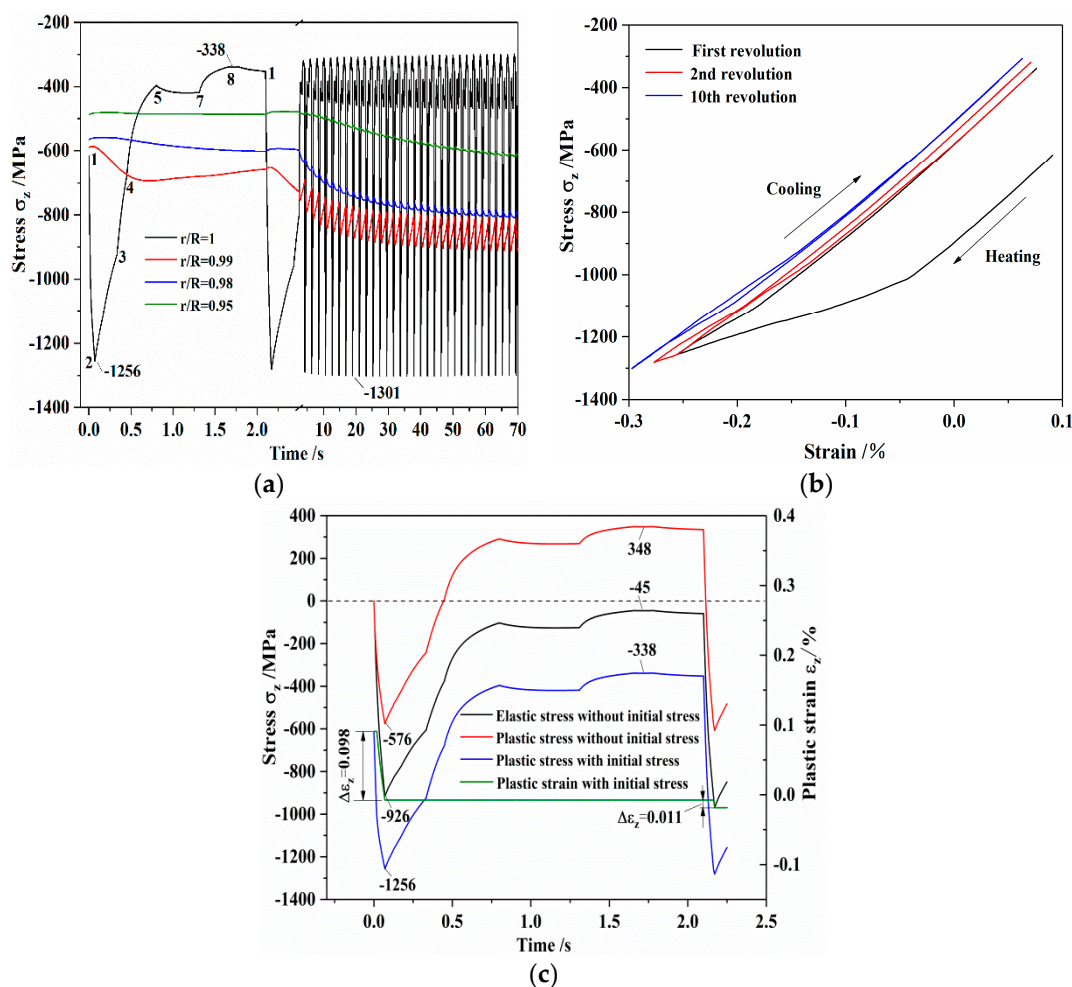 -200
-400
-600
-800
-1000
-1200
-1400
Stress σz /MPa
-338
1
5
7
8
1
4
3
2
-1256
-1301
r/R=1
r/R=0.99
r/R=0.98
r/R=0.95
0.0 0.5 1.0 1.5 2.0 10 20 30 40 50 60 70
Time /s
(a)
-200
-300
-400
-600
-800
-1000
-1200
-1400
Stress σz /MPa
First revolution
2nd revolution
10th revolution
Cooling
Heating
-0.3 -0.2 -0.1 0.0 0.1
Strain /%
(b)
400
200
0
-200
-400
-600
-800
-1000
-1200
-1400
Stress σz /MPa
348
-45
-338
-576
-926
-1256
Elastic stress without initial stress
Plastic stress without initial stress
Plastic stress with initial stress
Plastic strain with initial stress
Δεz=0.098
Δεz=0.011
0.4
0.3
0.2
0.1
0.0
-0.1
Plastic strain εz/%
0.0 0.5 1.0 1.5 2.0 2.5
Time /s
(c)